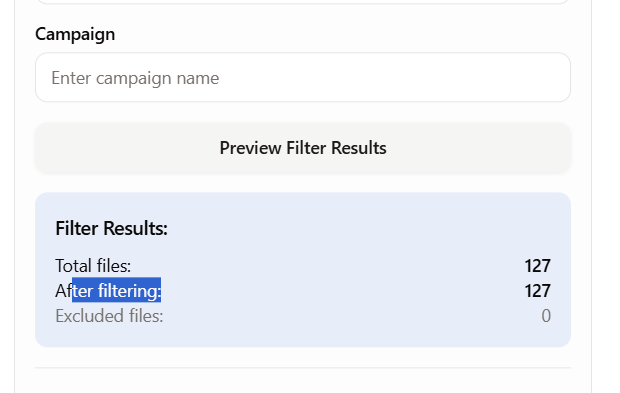 Campaign
Enter campaign name
Preview Filter Results
Filter Results:
Total files: 127
After filtering: 127
Excluded files: 0